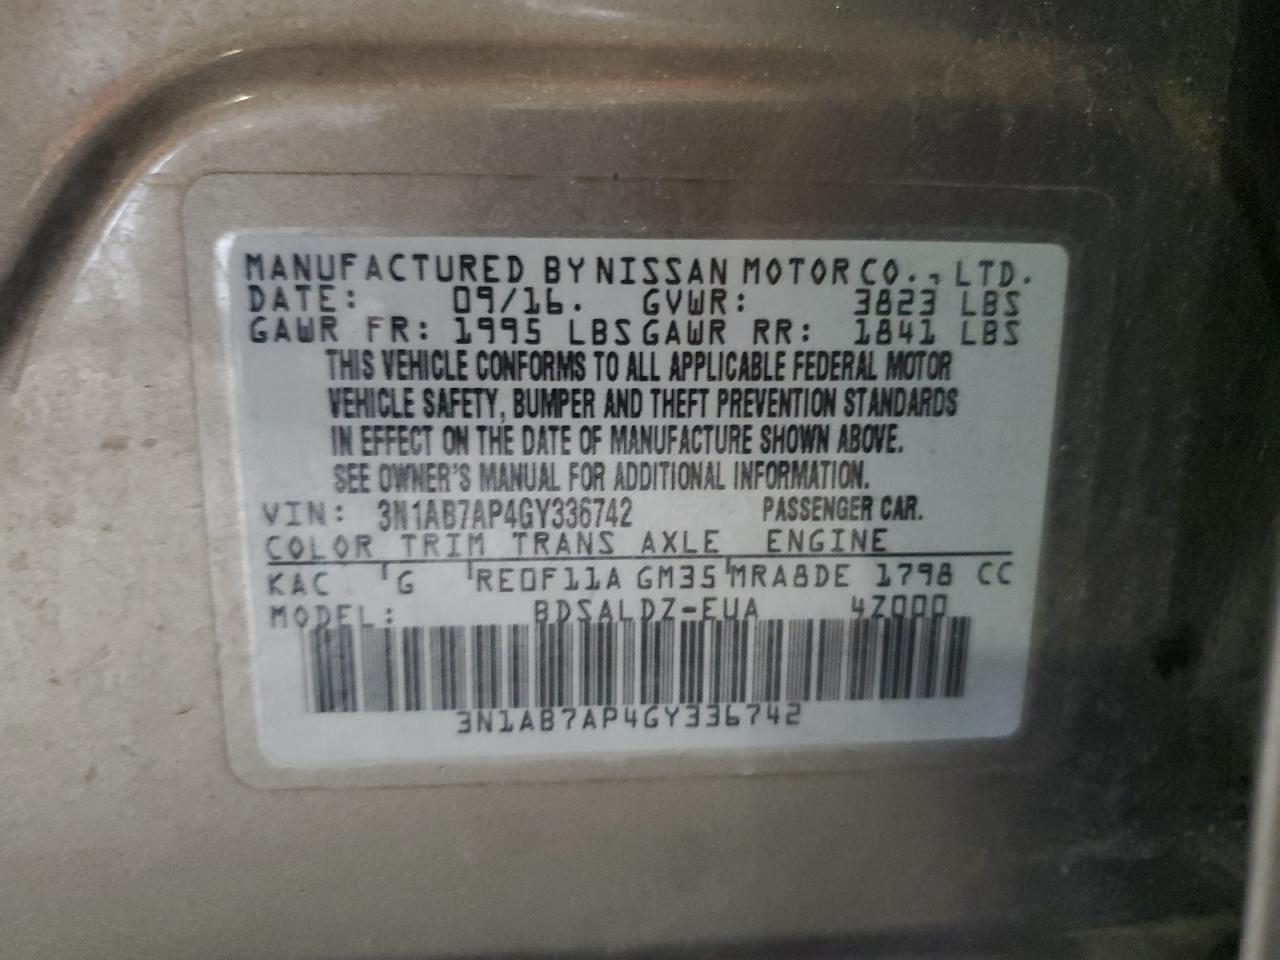 MANUFACTURED BY NISSAN MOTOR CO., LTD.
DATE: 09/16. GVWR: 3823 LBS
GAWR FR: 1995 LBS GAWR RR: 1841 LBS
THIS VEHICLE CONFORMS TO ALL APPLICABLE FEDERAL MOTOR
VEHICLE SAFETY, BUMPER AND THEFT PREVENTION STANDARDS
IN EFFECT ON THE DATE OF MANUFACTURE SHOWN ABOVE.
SEE OWNER'S MANUAL FOR ADDITIONAL INFORMATION.
VIN: 3N1AB7AP4GY336742 PASSENGER CAR.
COLOR TRIM TRANS AXLE ENGINE
KAC G RE0F11A GM35 MRA8DE 1798 CC
MODEL: BDSALDZ-EUA 4Z000
3N1AB7AP4GY336742